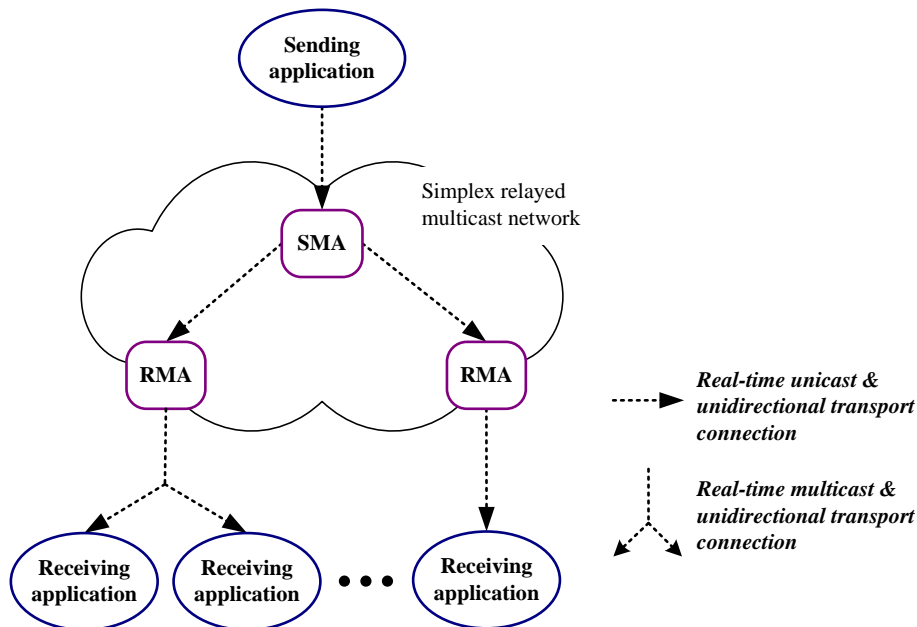 Sending
application
Simplex relayed
multicast network
SMA
RMA
RMA
Real-time unicast &
unidirectional transport
connection
Real-time multicast &
unidirectional transport
connection
Receiving
application
Receiving
application
Receiving
application